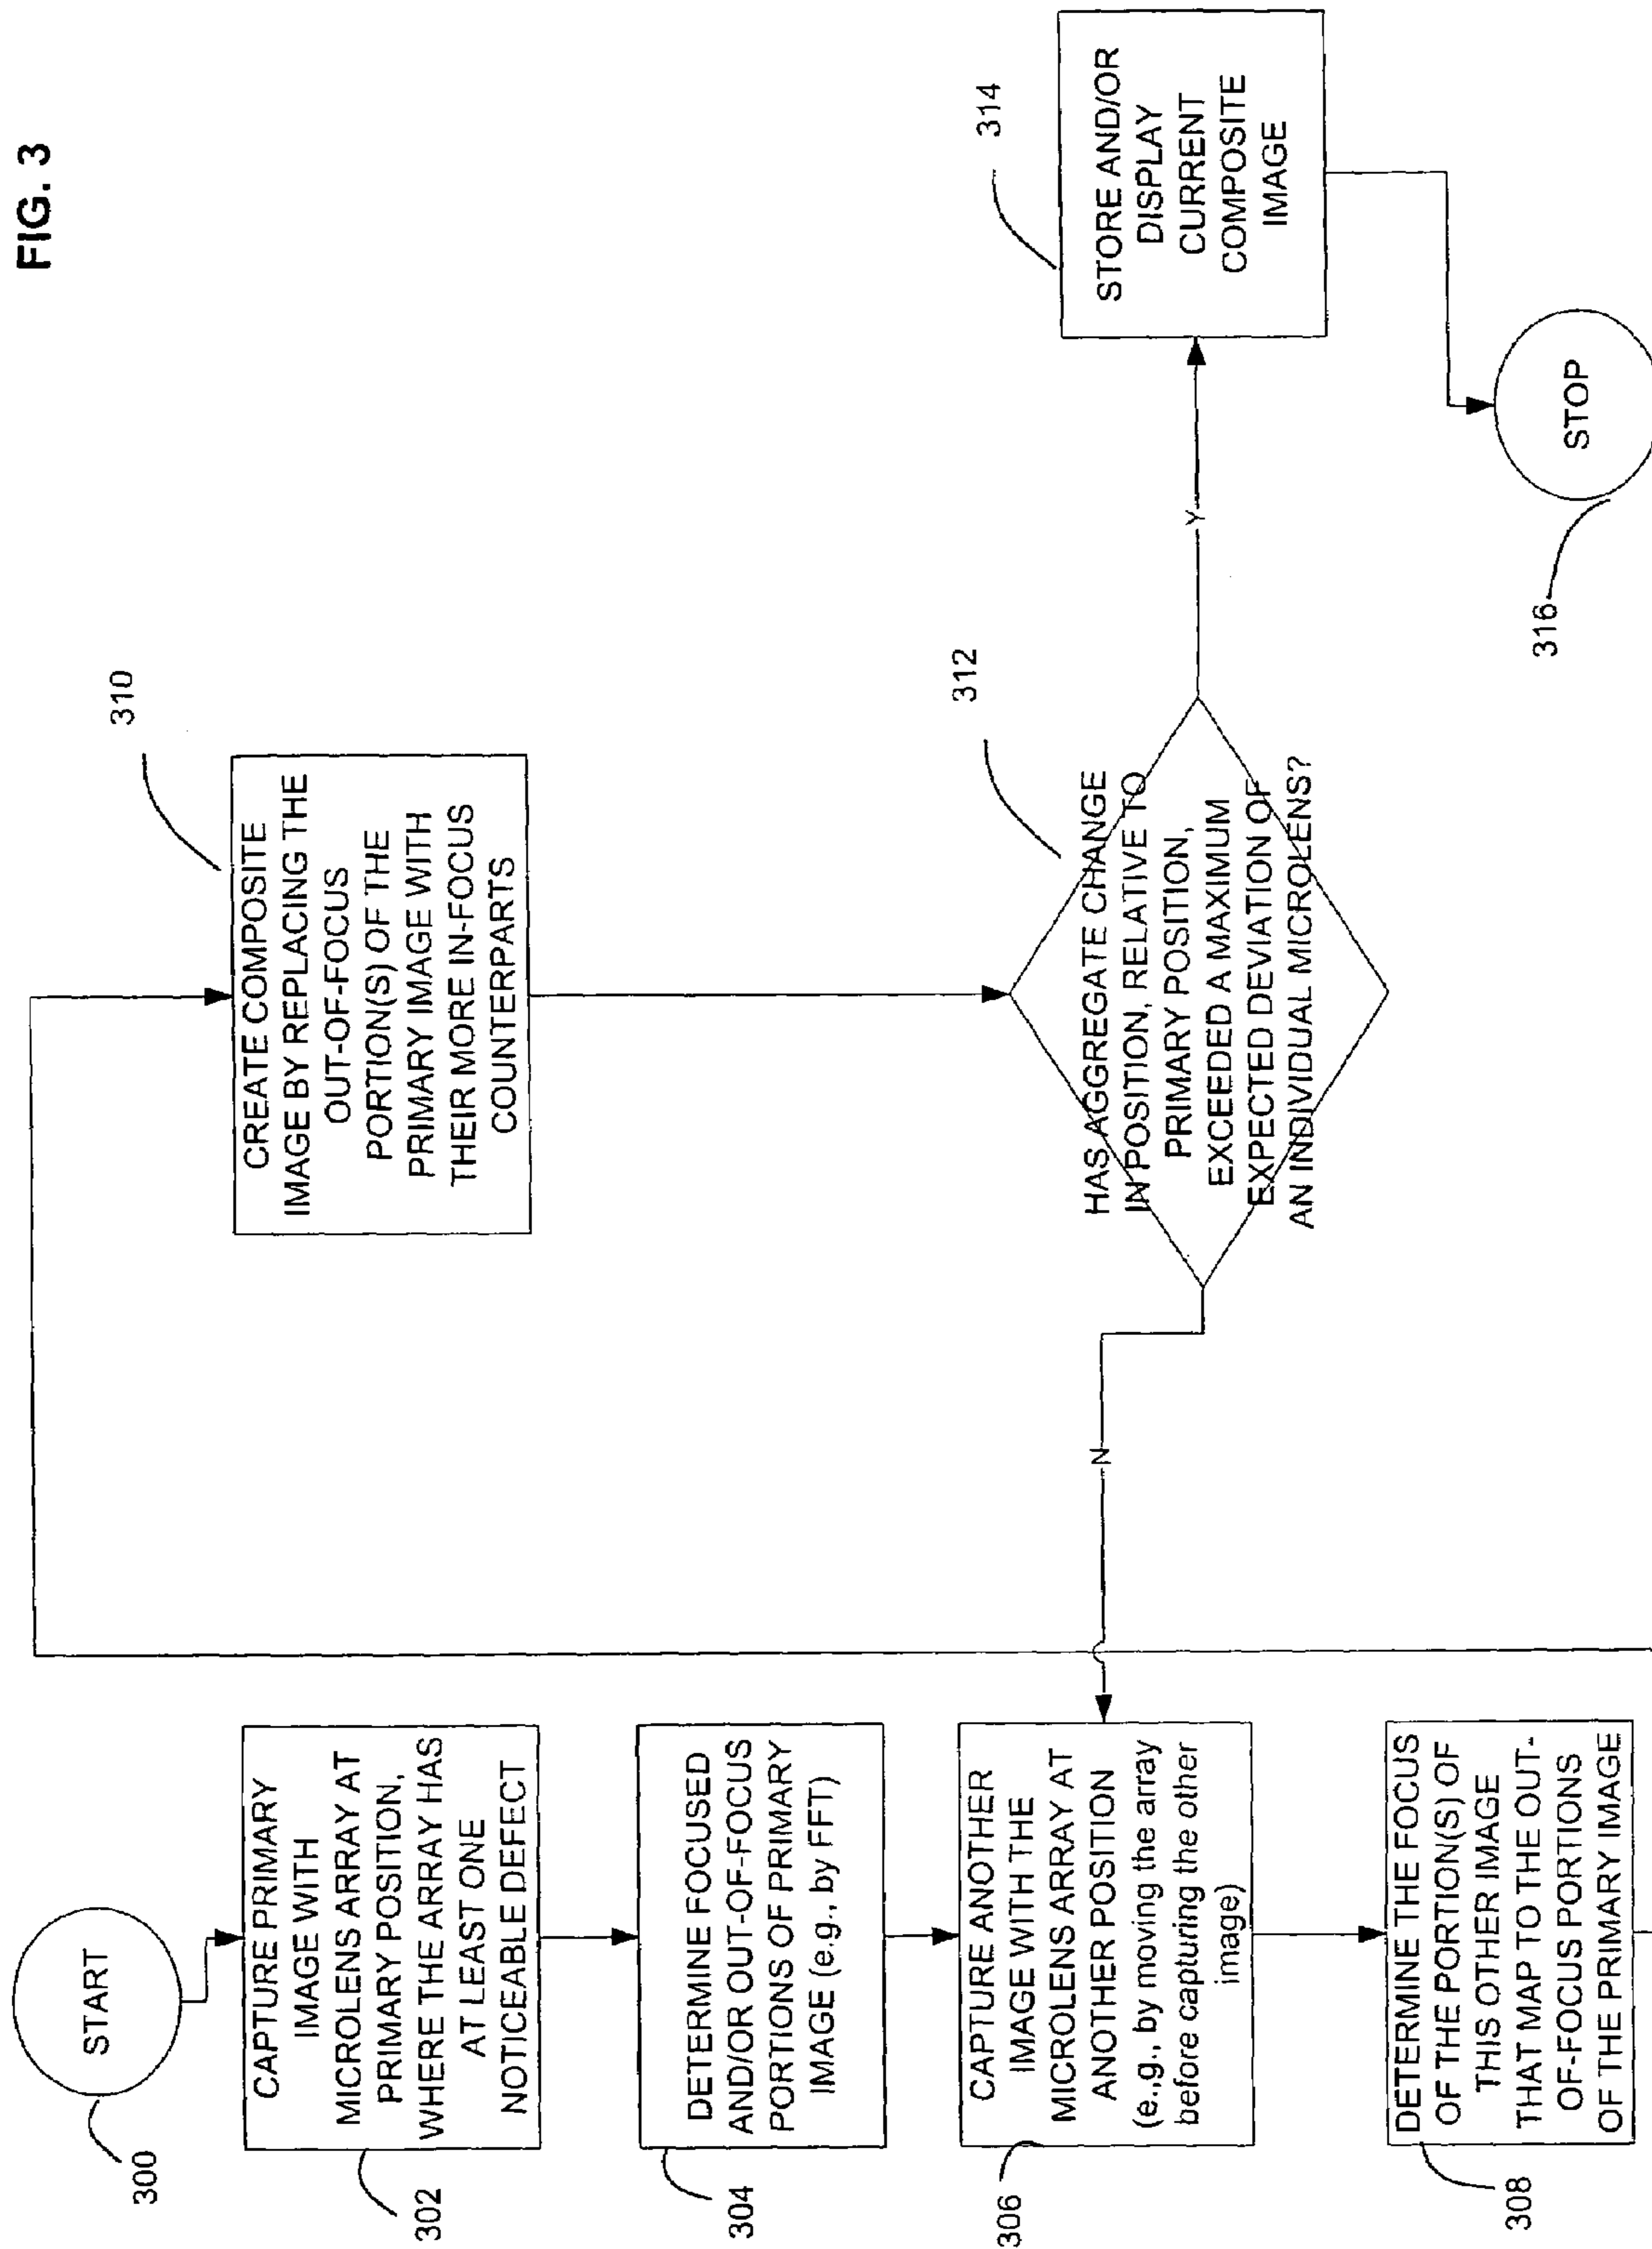 FIG. 3
START
300
CAPTURE PRIMARY
IMAGE WITH
MICROLENS ARRAY AT
PRIMARY POSITION,
WHERE THE ARRAY HAS
AT LEAST ONE
NOTICEABLE DEFECT
302
DETERMINE FOCUSED
AND/OR OUT-OF-FOCUS
PORTIONS OF PRIMARY
IMAGE (e.g., by FFT)
304
CAPTURE ANOTHER
IMAGE WITH THE
MICROLENS ARRAY AT
ANOTHER POSITION
(e.,g., by moving the array
before capturing the other
image)
306
DETERMINE THE FOCUS
OF THE PORTION(S) OF
THIS OTHER IMAGE
THAT MAP TO THE OUT-
OF-FOCUS PORTIONS
OF THE PRIMARY IMAGE
308
310
CREATE COMPOSITE
IMAGE BY REPLACING THE
OUT-OF-FOCUS
PORTION(S) OF THE
PRIMARY IMAGE WITH
THEIR MORE IN-FOCUS
COUNTERPARTS
312
HAS AGGREGATE CHANGE
IN POSITION, RELATIVE TO
PRIMARY POSITION,
EXCEEDED A MAXIMUM
EXPECTED DEVIATION OF
AN INDIVIDUAL MICROLENS?
N
Y
314
STORE AND/OR
DISPLAY
CURRENT
COMPOSITE
IMAGE
STOP
316